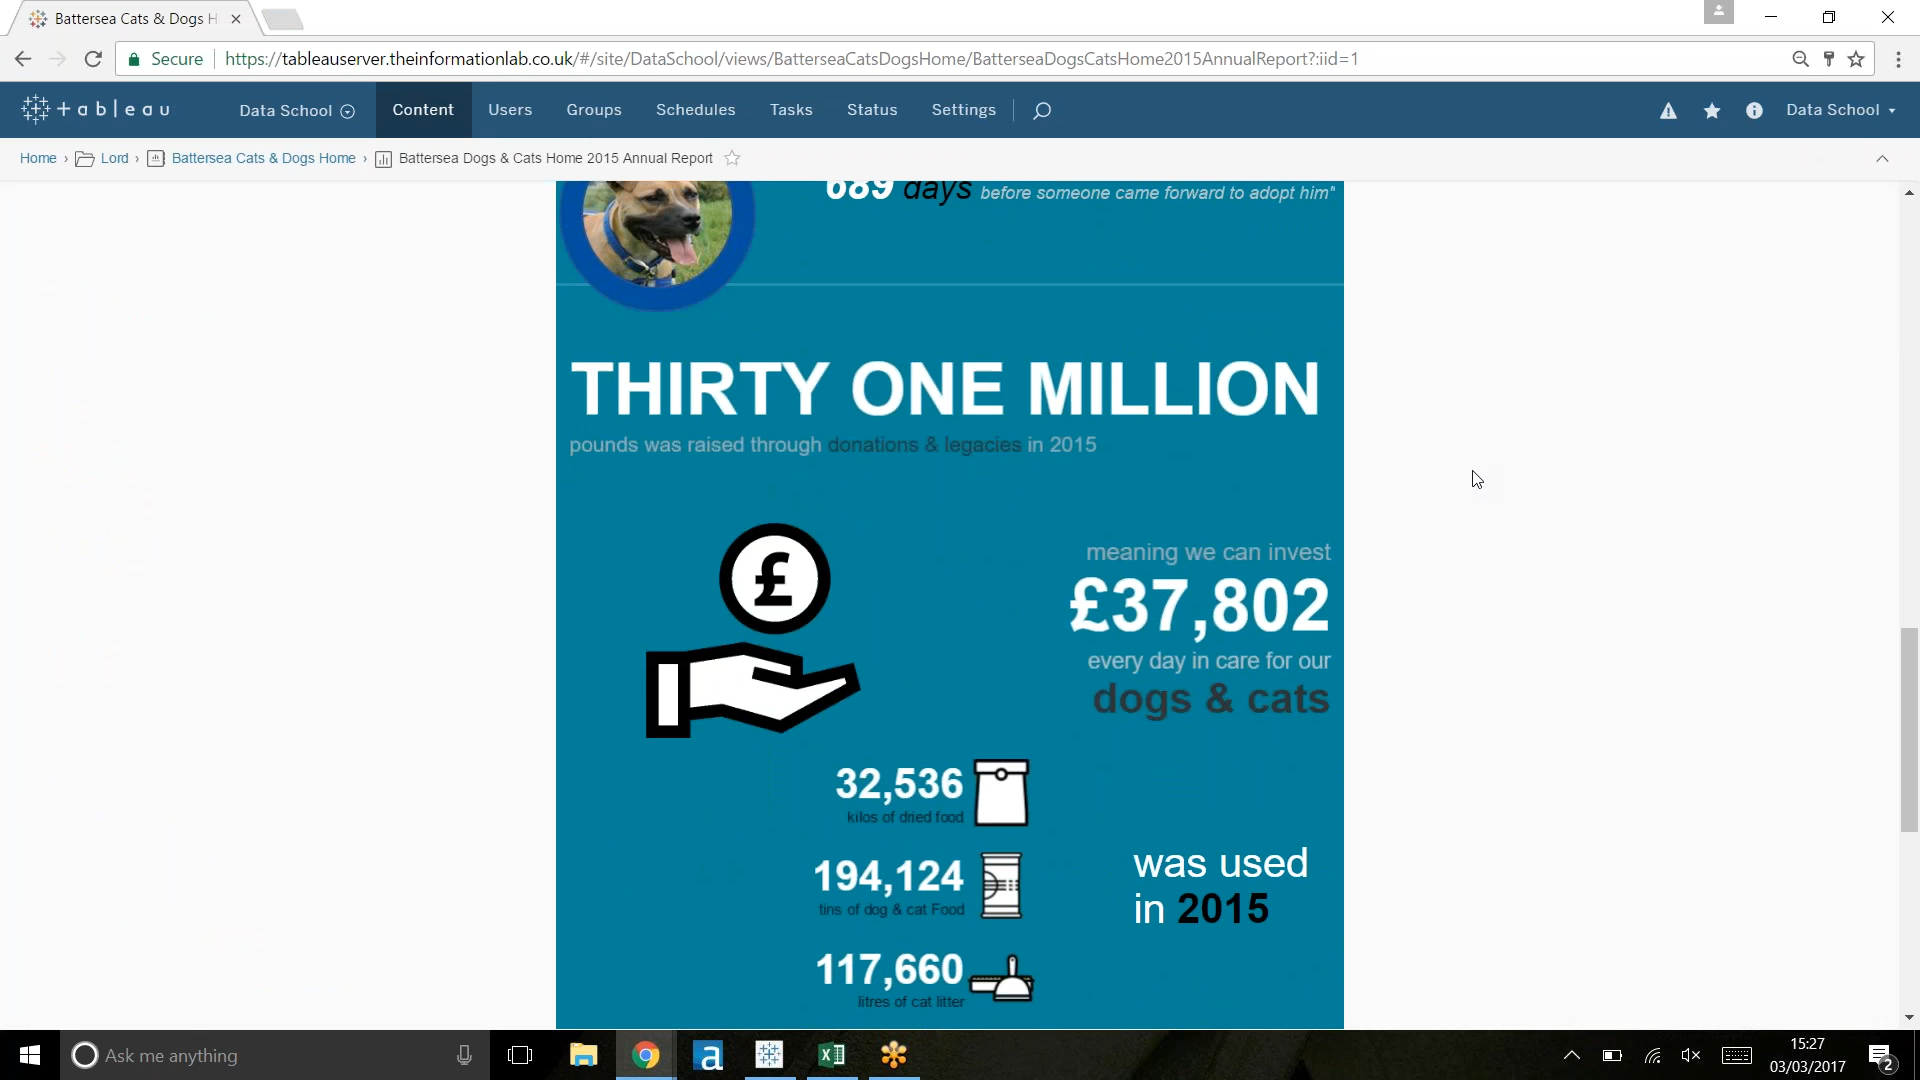 Battersea Cats & Dogs H
Secure
https://tableauserver.theinformationlab.co.uk/#/site/DataSchool/views/BatterseaCatsDogsHome/BatterseaDogsCatsHome2015AnnualReport?:iid=1
+ a b l e a u
Data School
Content
Users
Groups
Schedules
Tasks
Status
Settings
Data School
Home › Lord › Battersea Cats & Dogs Home › Battersea Dogs & Cats Home 2015 Annual Report
689 days before someone came forward to adopt him"
THIRTY ONE MILLION
pounds was raised through donations & legacies in 2015
£
meaning we can invest
£37,802
every day in care for our
dogs & cats
32,536
kilos of dried food
194,124
tins of dog & cat Food
117,660
litres of cat litter
was used
in 2015
Ask me anything
a
15:27
03/03/2017
2